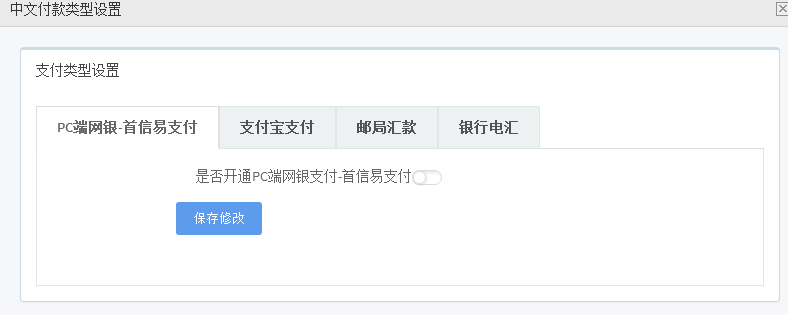 中文付款类型设置
支付类型设置
PC端网银-首信易支付 支付宝支付 邮局汇款 银行电汇
是否开通PC端网银支付-首信易支付
保存修改